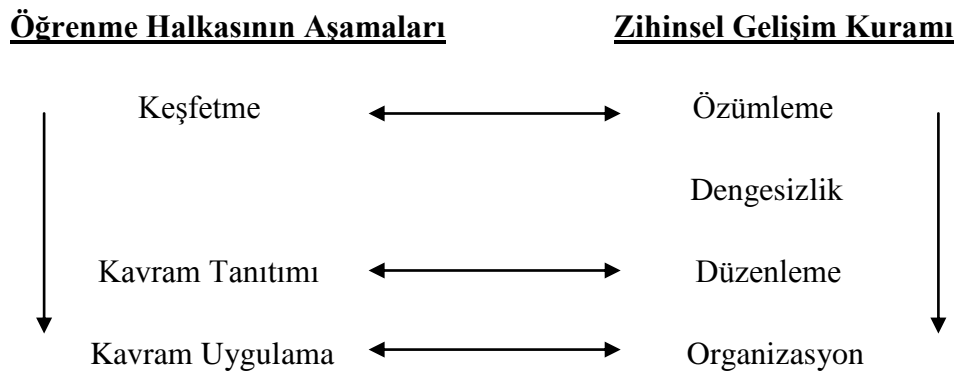 Öğrenme Halkasının Aşamaları Zihinsel Gelişim Kuramı
Keşfetme Özümleme
Dengesizlik
Kavram Tanıtımı Düzenleme
Kavram Uygulama Organizasyon